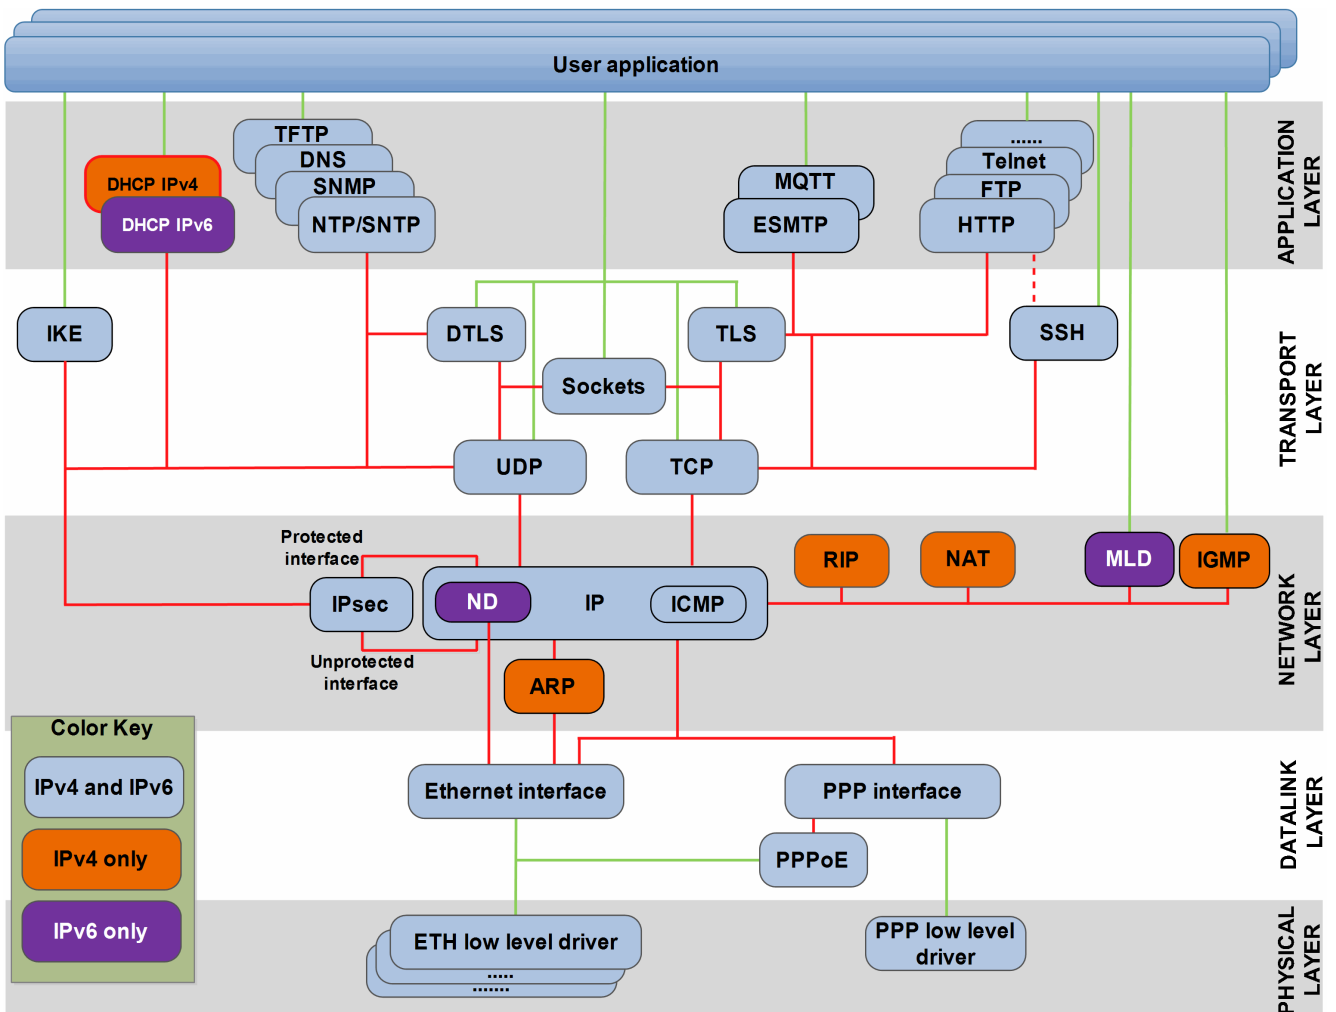 User application
TFTP
DNS
SNMP
NTP/SNTP
DHCP IPv4
DHCP IPv6
MQTT
ESMTP
......
Telnet
FTP
HTTP
APPLICATION
LAYER
IKE
DTLS
TLS
SSH
Sockets
UDP
TCP
TRANSPORT
LAYER
Protected
interface
IPsec
ND
IP
ICMP
RIP
NAT
MLD
IGMP
Unprotected
interface
ARP
NETWORK
LAYER
Color Key
IPv4 and IPv6
IPv4 only
IPv6 only
Ethernet interface
PPP interface
PPPoE
DATALINK
LAYER
ETH low level driver
.....
.......
PPP low level
driver
PHYSICAL
LAYER